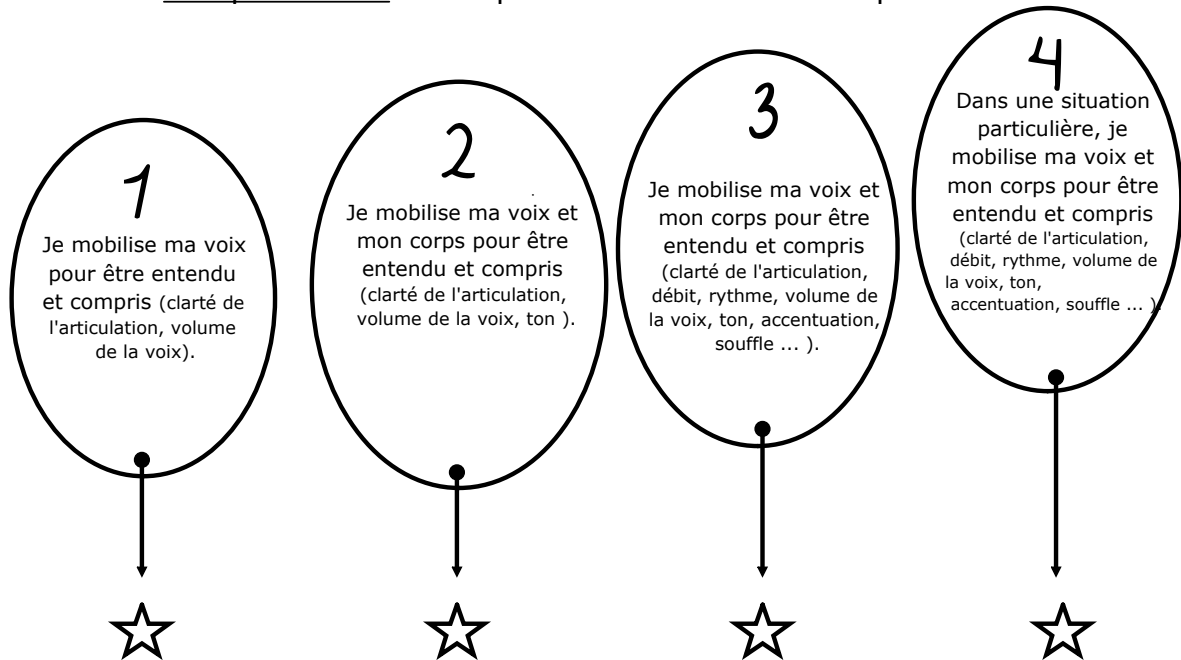 1
Je mobilise ma voix
pour être entendu
et compris (clarté de
l'articulation, volume
de la voix).
2
Je mobilise ma voix et
mon corps pour être
entendu et compris
(clarté de l'articulation,
volume de la voix, ton ).
3
Je mobilise ma voix et
mon corps pour être
entendu et compris
(clarté de l'articulation,
débit, rythme, volume de
la voix, ton, accentuation,
souffle ... ).
4
Dans une situation
particulière, je
mobilise ma voix et
mon corps pour être
entendu et compris
(clarté de l'articulation,
débit, rythme, volume de
la voix, ton,
accentuation, souffle ... ).